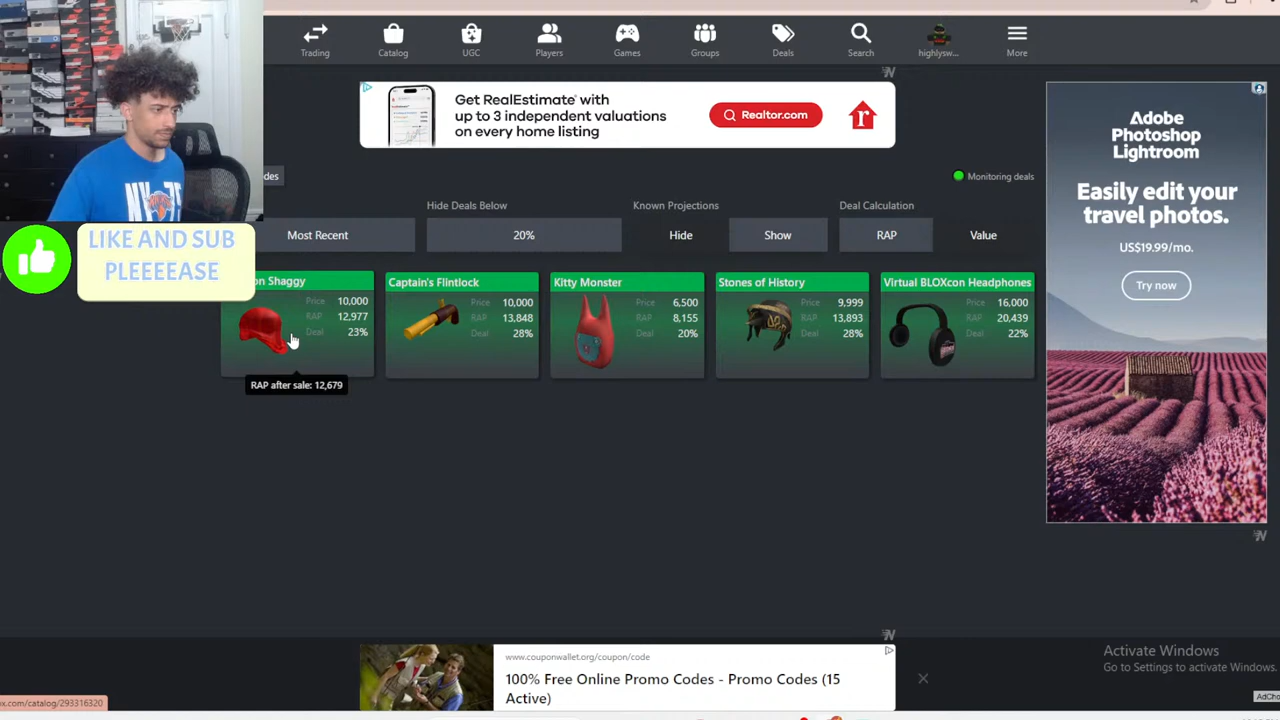 Trading
Catalog
UGC
Players
Games
Groups
Deals
Search
highlysw...
More
Get RealEstimate® with
up to 3 independent valuations
on every home listing
Realtor.com
Adobe
Photoshop
Lightroom
Easily edit your
travel photos.
US$19.99/mo.
Try now
des
Monitoring deals
Hide Deals Below
Known Projections
Deal Calculation
Most Recent
20%
Hide
Show
RAP
Value
LIKE AND SUB
PLEEEEASE
on Shaggy
Price 10,000
RAP 12,977
Deal 23%
RAP after sale: 12,679
Captain's Flintlock
Price 10,000
RAP 13,848
Deal 28%
Kitty Monster
Price 6,500
RAP 8,155
Deal 20%
Stones of History
Price 9,999
RAP 13,893
Deal 28%
Virtual BLOXcon Headphones
Price 16,000
RAP 20,439
Deal 22%
www.couponwallet.org/coupon/code
100% Free Online Promo Codes - Promo Codes (15
Active)
Activate Windows
Go to Settings to activate Windows.
AdCho
ox.com/catalog/293316320